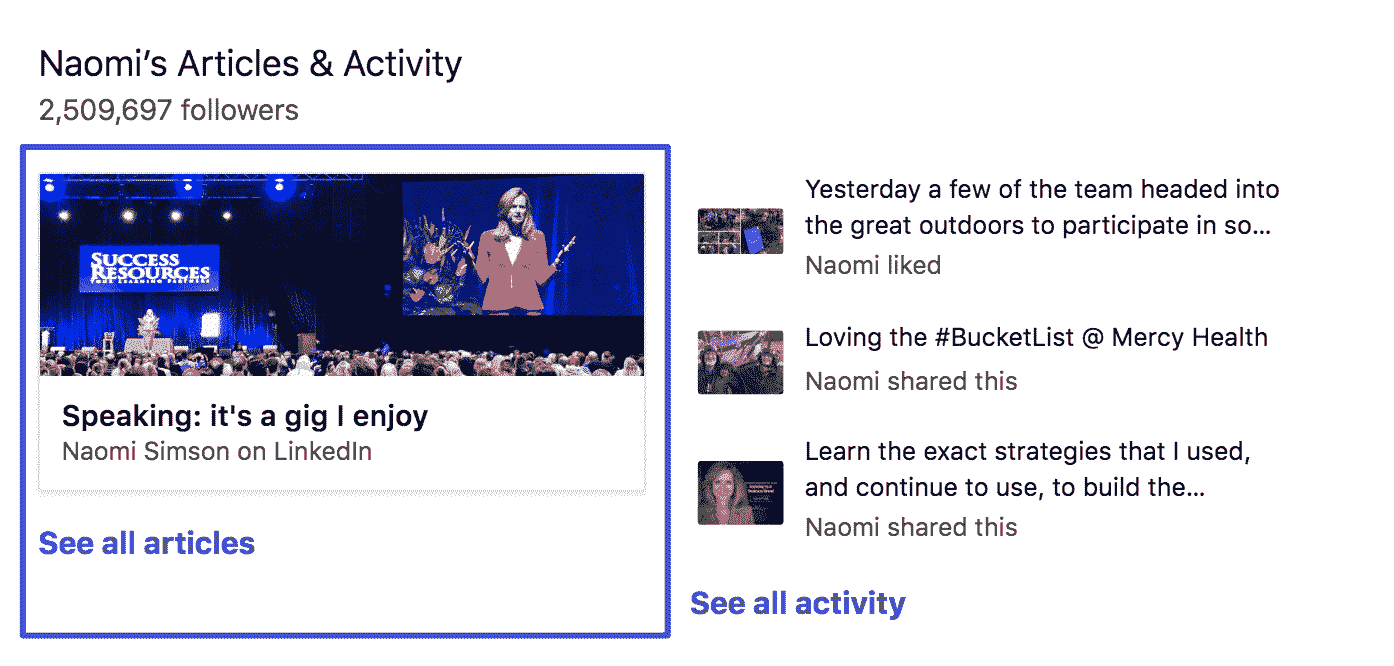 Naomi’s Articles & Activity
2,509,697 followers
SUCCESS
RESOURCES
YOUR LEARNING PARTNERS
Speaking: it's a gig I enjoy
Naomi Simson on LinkedIn
See all articles
Yesterday a few of the team headed into
the great outdoors to participate in so...
Naomi liked
Loving the #BucketList @ Mercy Health
Naomi shared this
Learn the exact strategies that I used,
and continue to use, to build the...
Naomi shared this
See all activity